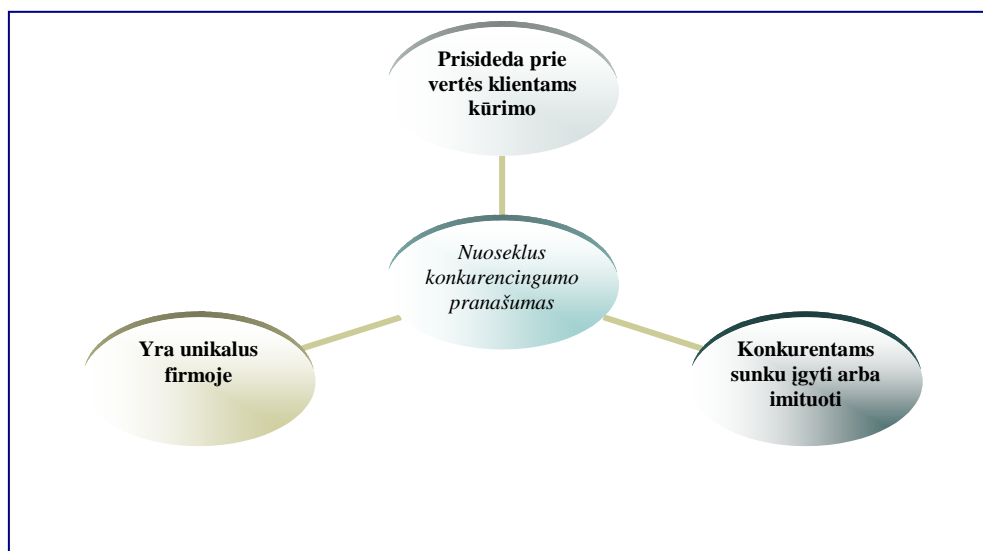 Prisideda prie
vertės klientams
kūrimo
Nuoseklus
konkurencingumo
pranašumas
Yra unikalus
firmoje
Konkurentams
sunku įgyti arba
imituoti